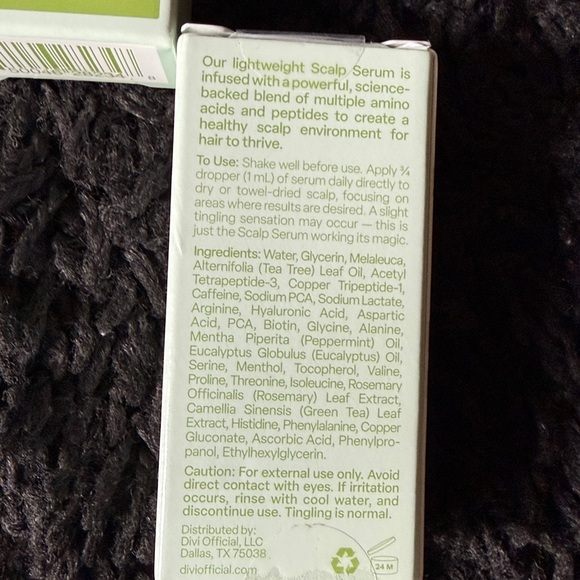 Our lightweight Scalp Serum is
infused with a powerful, science-
backed blend of multiple amino
acids and peptides to create a
healthy scalp environment for
hair to thrive.
To Use: Shake well before use. Apply ¾
dropper (1 mL) of serum daily directly to
dry or towel-dried scalp, focusing on
areas where results are desired. A slight
tingling sensation may occur — this is
just the Scalp Serum working its magic.
Ingredients: Water, Glycerin, Melaleuca,
Alternifolia (Tea Tree) Leaf Oil, Acetyl
Tetrapeptide-3, Copper Tripeptide-1,
Caffeine, Sodium PCA, Sodium Lactate,
Arginine, Hyaluronic Acid, Aspartic
Acid, PCA, Biotin, Glycine, Alanine,
Mentha Piperita (Peppermint) Oil,
Eucalyptus Globulus (Eucalyptus) Oil,
Serine, Menthol, Tocopherol, Valine,
Proline, Threonine, Isoleucine, Rosemary
Officinalis (Rosemary) Leaf Extract,
Camellia Sinensis (Green Tea) Leaf
Extract, Histidine, Phenylalanine, Copper
Gluconate, Ascorbic Acid, Phenylpro-
panol, Ethylhexylglycerin.
Caution: For external use only. Avoid
direct contact with eyes. If irritation
occurs, rinse with cool water, and
discontinue use. Tingling is normal.
Distributed by:
Divi Official, LLC
Dallas, TX 75038
diviofficial.com
24 M